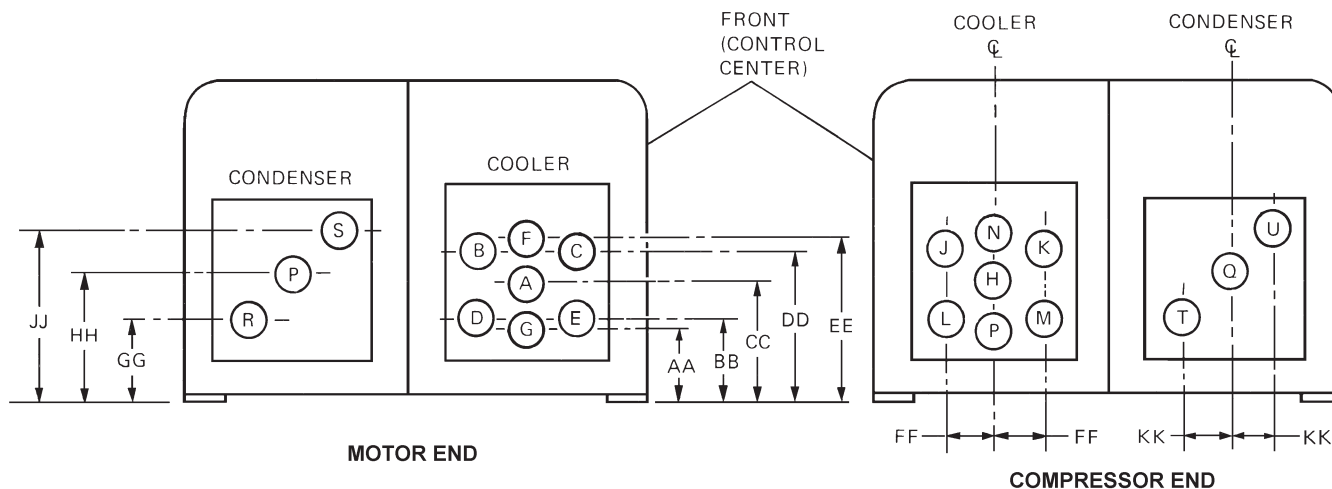 FRONT
(CONTROL
CENTER)
COOLER
℄
CONDENSER
℄
CONDENSER
COOLER
S
P
R
B
F
C
A
D
G
E
JJ
HH
GG
AA
BB
CC
DD
EE
J
N
K
H
L
P
M
U
Q
T
FF
FF
KK
KK
MOTOR END
COMPRESSOR END